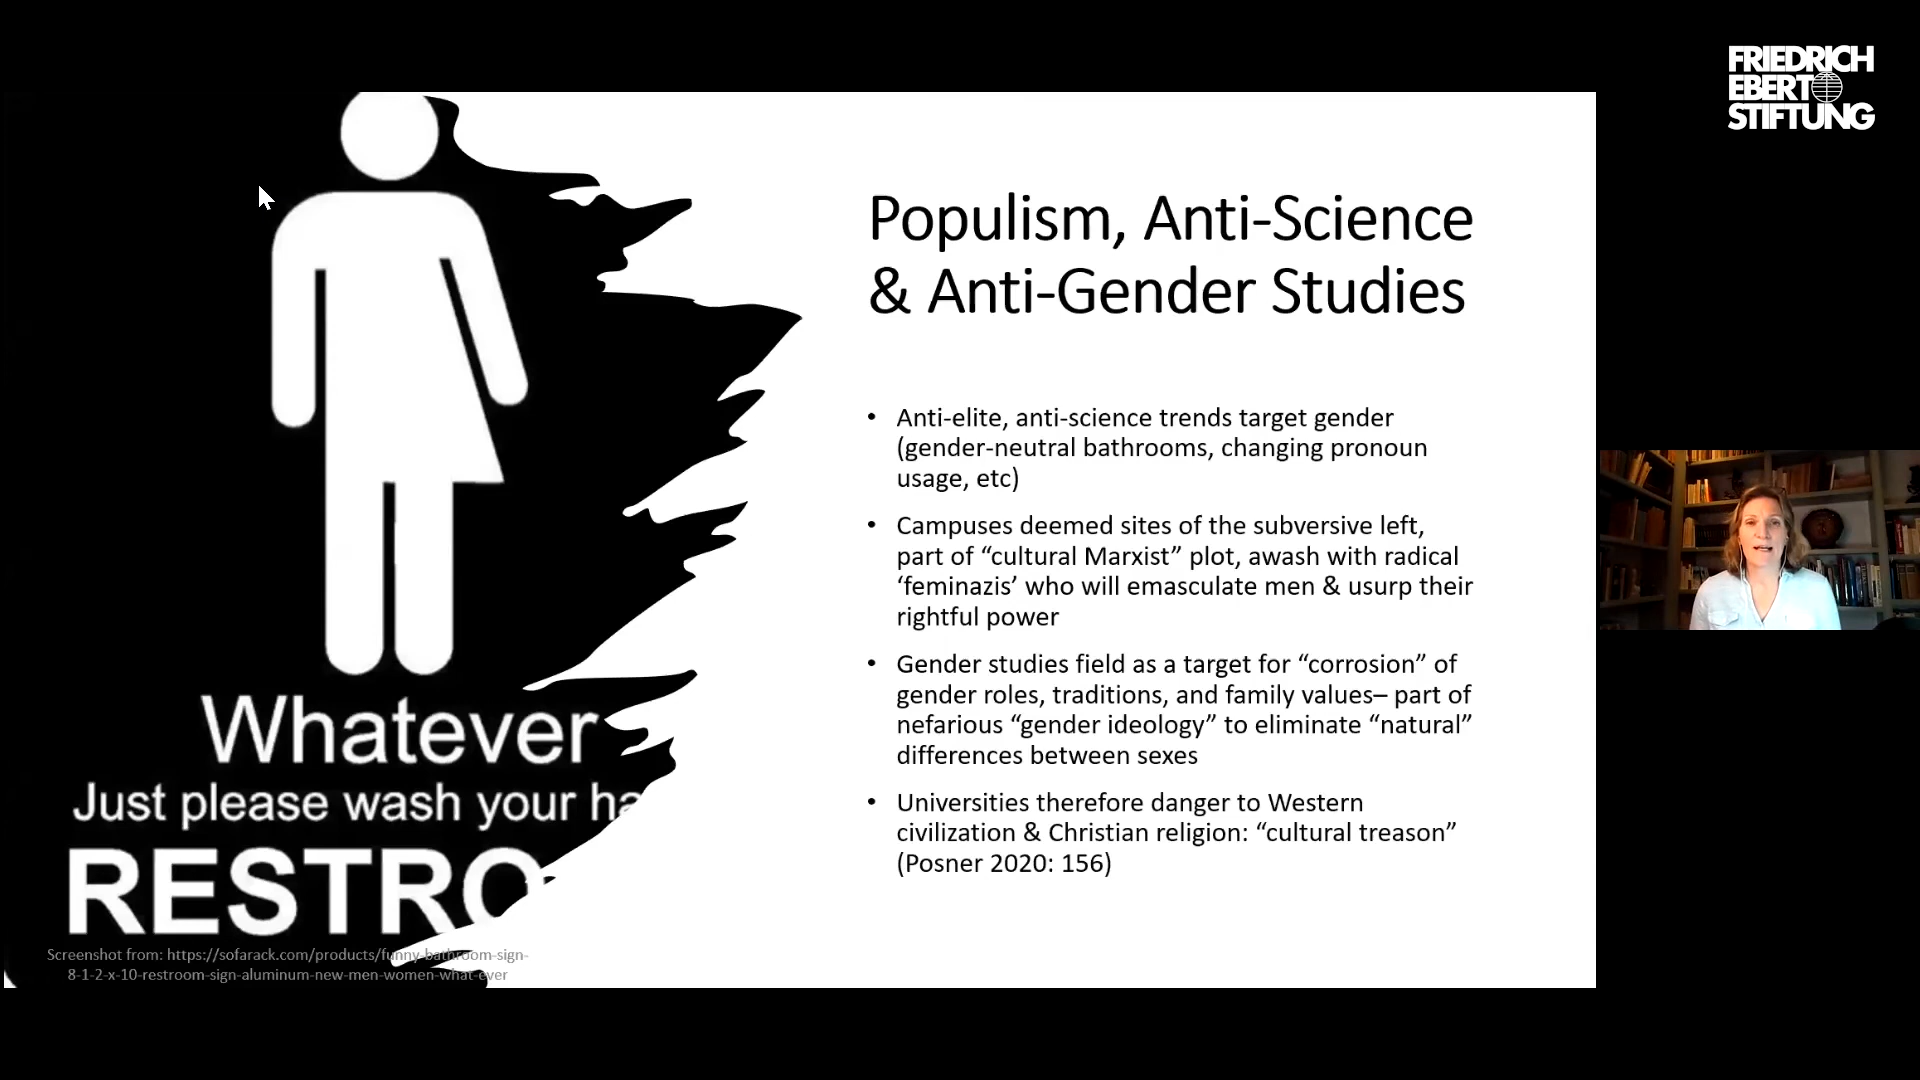 FRIEDRICH
EBERT
STIFTUNG
Populism, Anti-Science
& Anti-Gender Studies
• Anti-elite, anti-science trends target gender
(gender-neutral bathrooms, changing pronoun
usage, etc)
• Campuses deemed sites of the subversive left,
part of “cultural Marxist” plot, awash with radical
‘feminazis’ who will emasculate men & usurp their
rightful power
• Gender studies field as a target for “corrosion” of
gender roles, traditions, and family values– part of
nefarious “gender ideology” to eliminate “natural”
differences between sexes
• Universities therefore danger to Western
civilization & Christian religion: “cultural treason”
(Posner 2020: 156)
Whatever
Just please wash your ha
RESTRO
Screenshot from: https://sofarack.com/products/funny-bathroom-sign-
8-1-2-x-10-restroom-sign-aluminum-new-men-women-what-ever